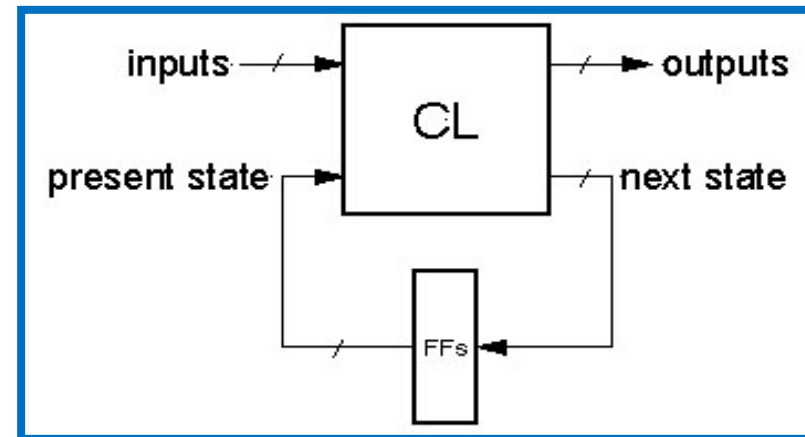 inputs
outputs
CL
present state
next state
FFs